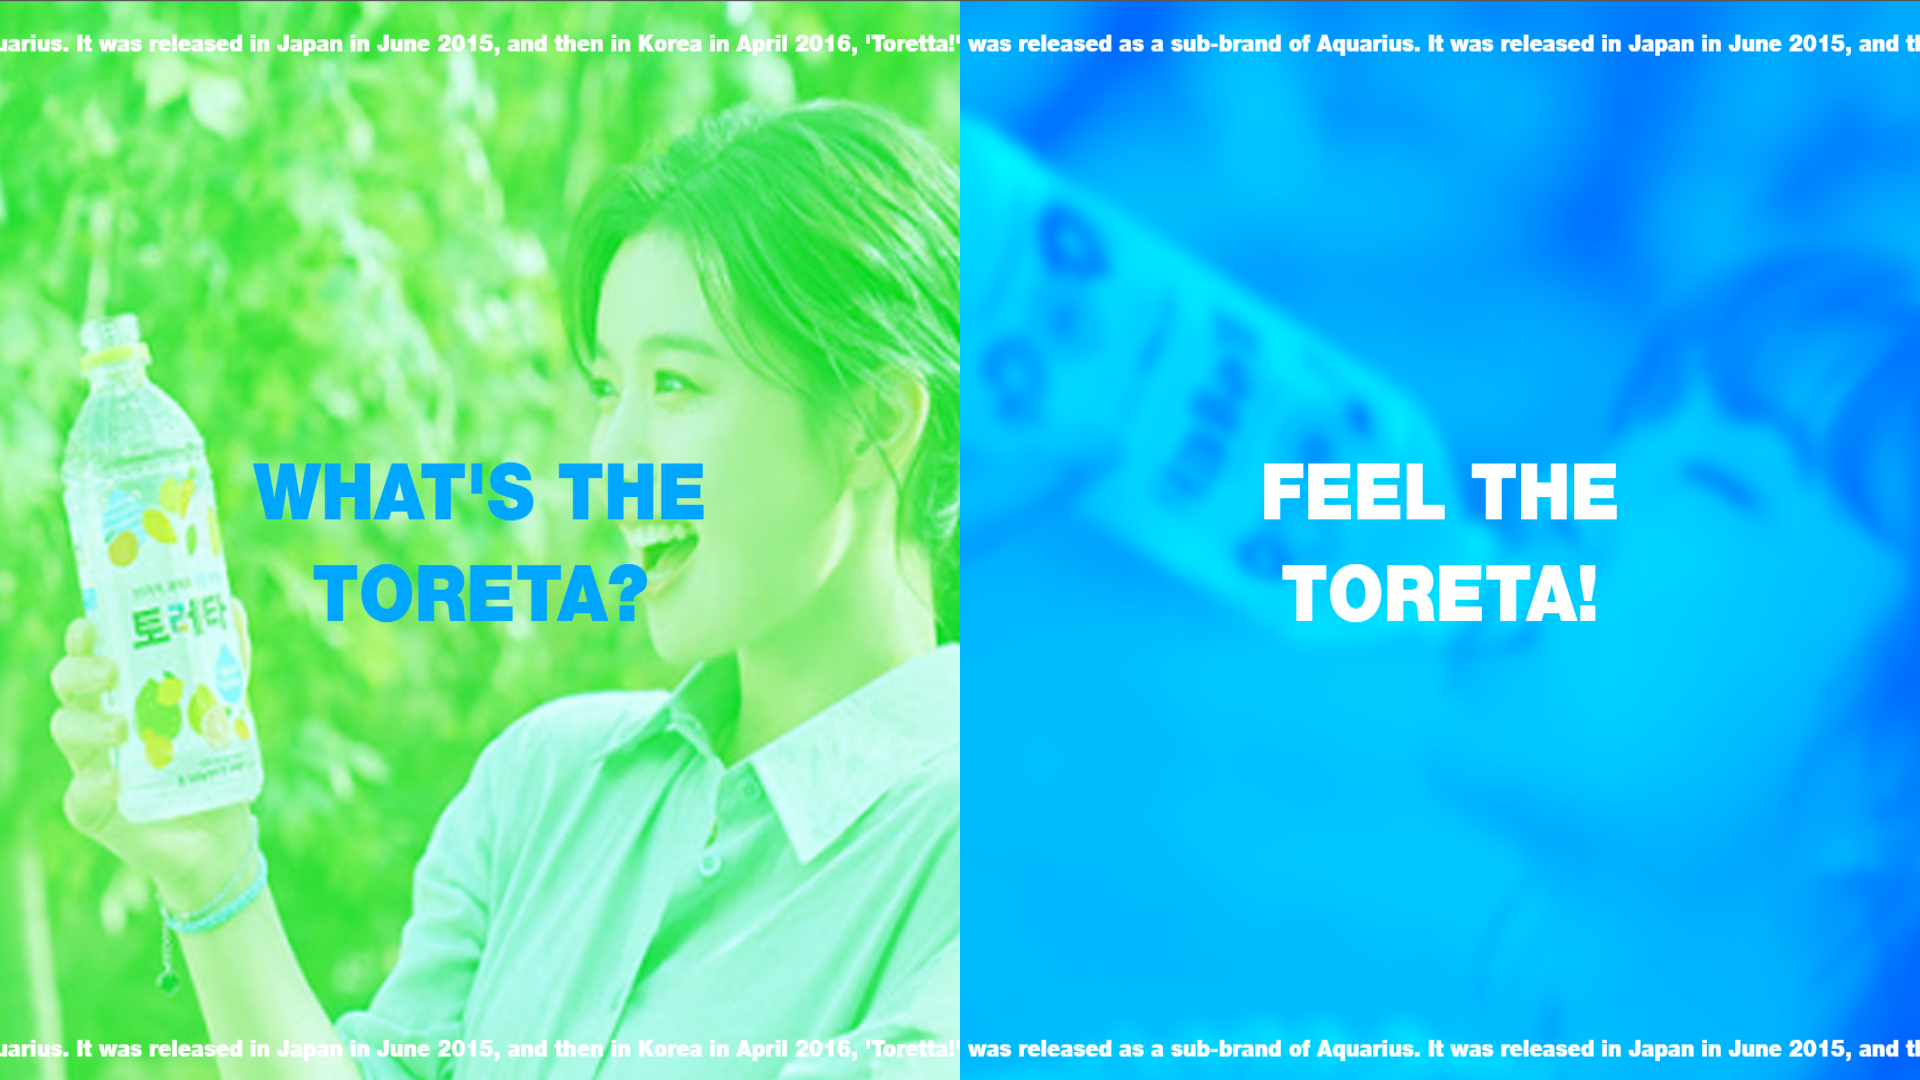 uarius. It was released in Japan in June 2015, and then in Korea in April 2016, 'Toretta!' was released as a sub-brand of Aquarius. It was released in Japan in June 2015, and th
WHAT'S THE
TORETA?
FEEL THE
TORETA!
토레타
uarius. It was released in Japan in June 2015, and then in Korea in April 2016, 'Toretta!' was released as a sub-brand of Aquarius. It was released in Japan in June 2015, and th